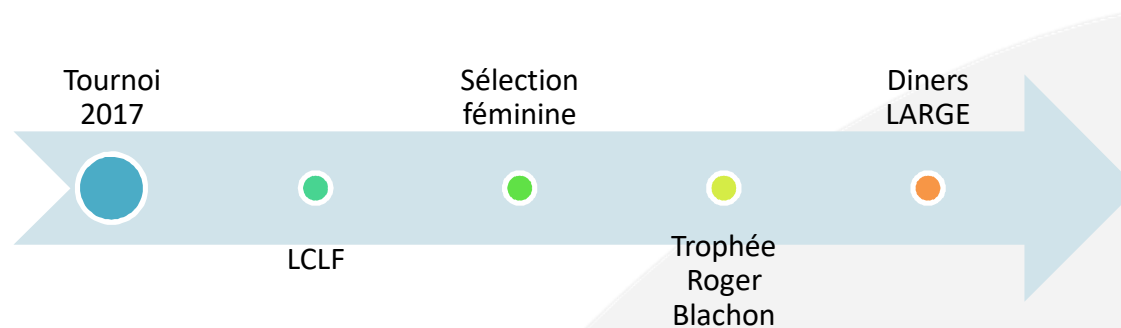 Tournoi
2017
LCLF
Sélection
féminine
Trophée
Roger
Blachon
Diners
LARGE